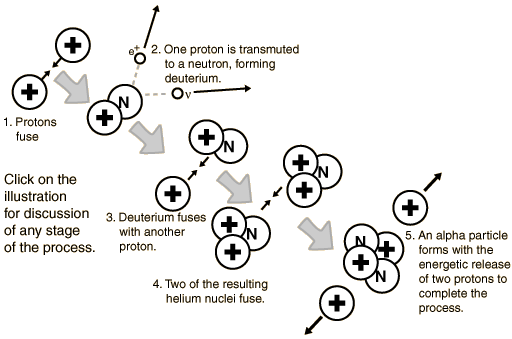 e+
2. One proton is transmuted
to a neutron, forming
deuterium.
N
ν
1. Protons
fuse
N
Click on the
illustration
for discussion
of any stage
of the process.
3. Deuterium fuses
with another
proton.
N
N
4. Two of the resulting
helium nuclei fuse.
N
N
5. An alpha particle
forms with the
energetic release
of two protons to
complete the
process.